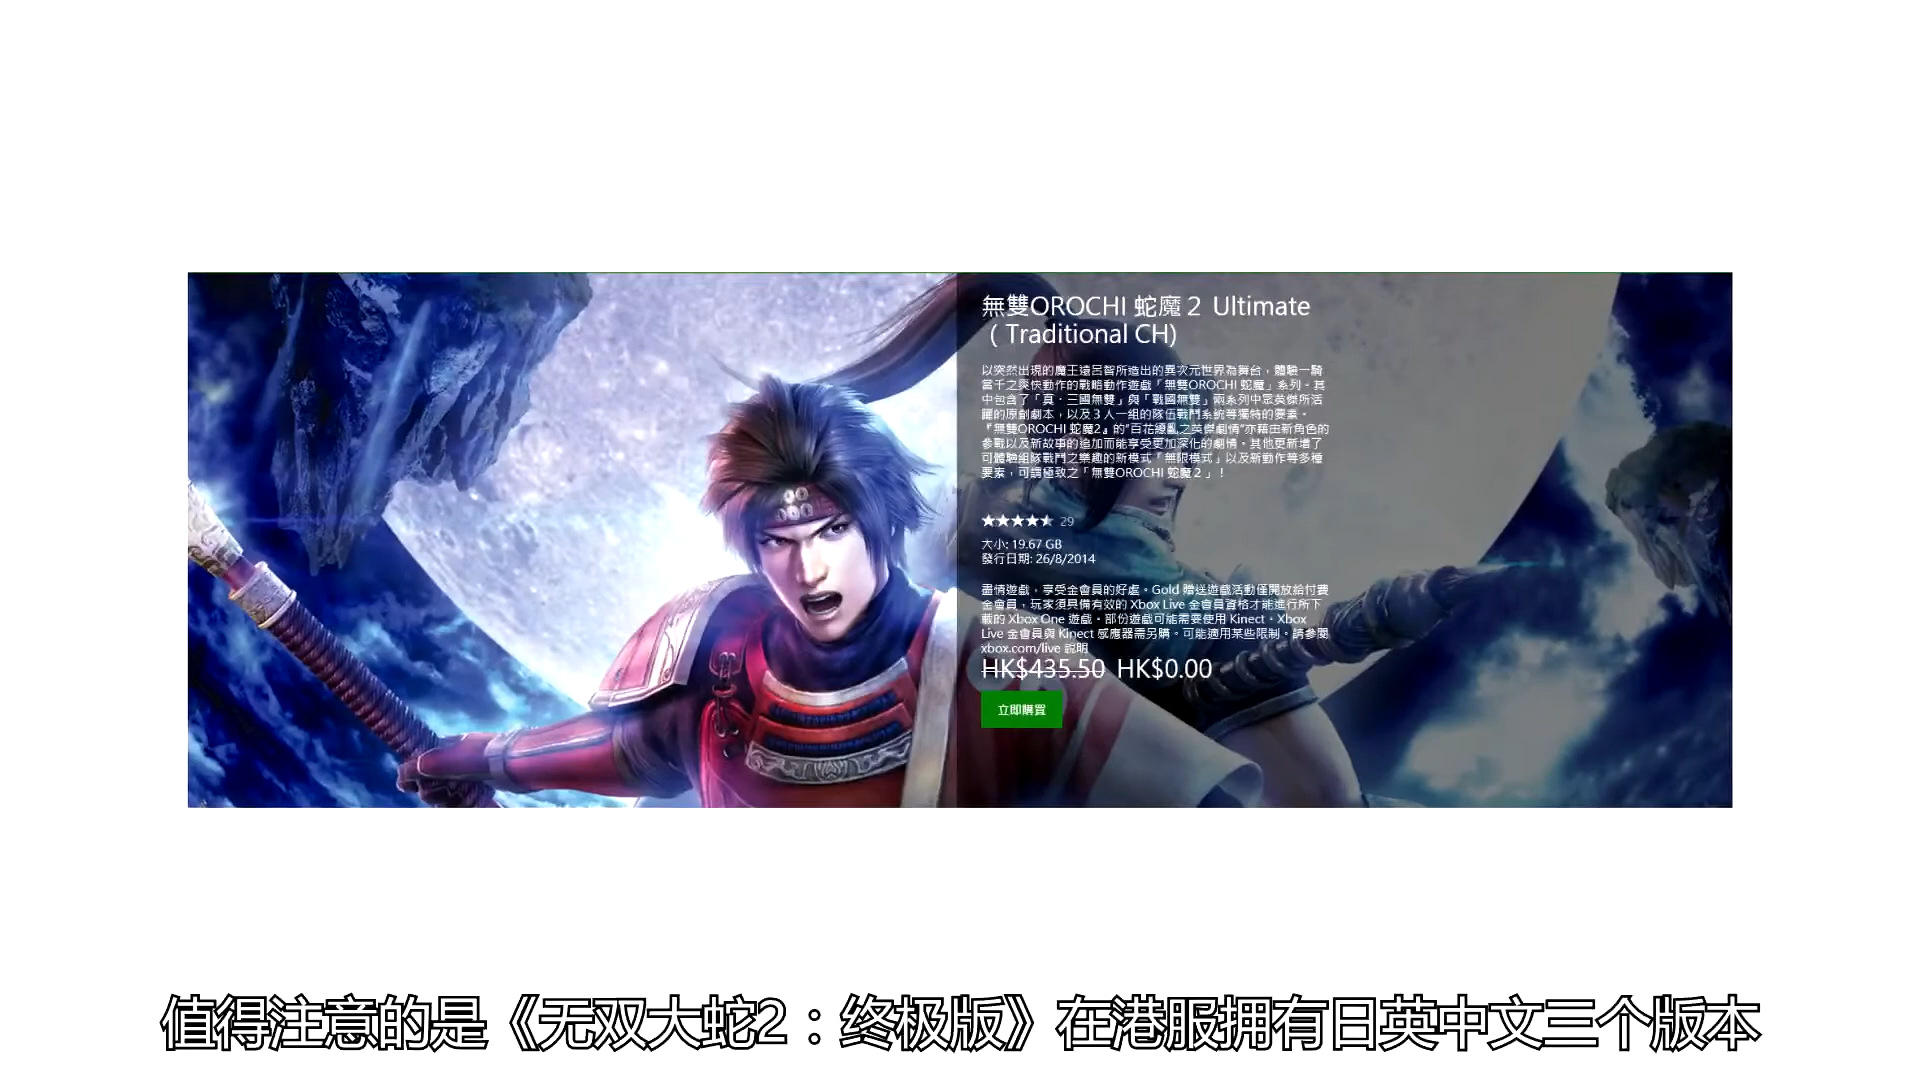 無雙OROCHI 蛇魔2 Ultimate
( Traditional CH)
以突然出現的魔王遠呂智所造出的異次元世界為舞台，體驗一騎
當千之爽快動作的戰略動作遊戲「無雙OROCHI 蛇魔」系列。其
中包含了「真・三國無雙」與「戰國無雙」兩系列中眾英傑所活
躍的原創劇本，以及3人一組的隊伍戰鬥系統等獨特的要素。
『無雙OROCHI 蛇魔2』的"百花繚亂之英傑劇情"亦藉由新角色的
參戰以及新故事的追加而能享受更加深化的劇情。其他更新增了
可體驗組隊戰鬥之樂趣的新模式「無限模式」以及新動作等多種
要素，可謂極致之「無雙OROCHI 蛇魔2」！
29
大小: 19.67 GB
發行日期: 26/8/2014
盡情遊戲，享受金會員的好處。Gold 贈送遊戲活動僅開放給付費
金會員，玩家須具備有效的 Xbox Live 金會員資格才能進行所下
載的 Xbox One 遊戲。部份遊戲可能需要使用 Kinect。Xbox
Live 金會員與 Kinect 感應器需另購。可能適用某些限制。請參閱
xbox.com/live 說明
HK$435.50 HK$0.00
立即購買
值得注意的是《无双大蛇2：终极版》在港服拥有日英中文三个版本